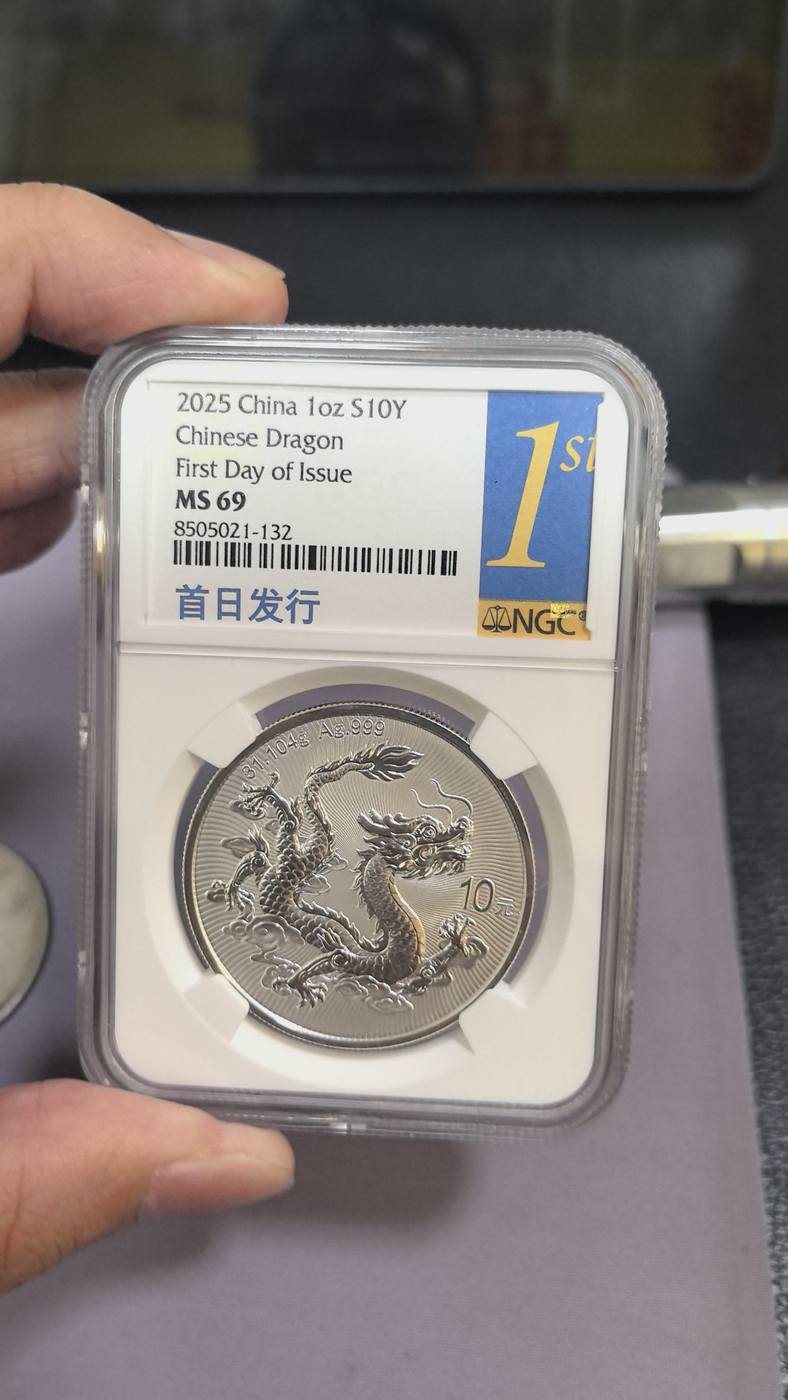 2025 China 1oz S10Y
Chinese Dragon
First Day of Issue
MS 69
8505021-132
首日发行
1st
NGC
31.104g Ag.999
10元